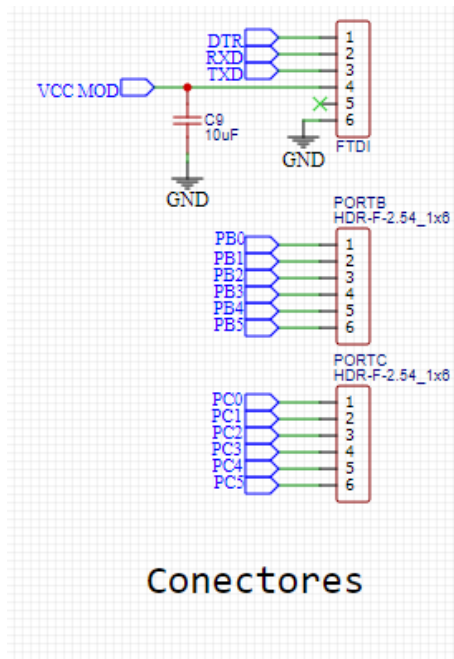 DTR
RXD
TXD
VCC MOD
1
2
3
4
5
6
FTDI
C9
10uF
GND
GND
PORTB
HDR-F-2.54_1x6
PB0
PB1
PB2
PB3
PB4
PB5
1
2
3
4
5
6
PORTC
HDR-F-2.54_1x6
PC0
PC1
PC2
PC3
PC4
PC5
1
2
3
4
5
6
Conectores